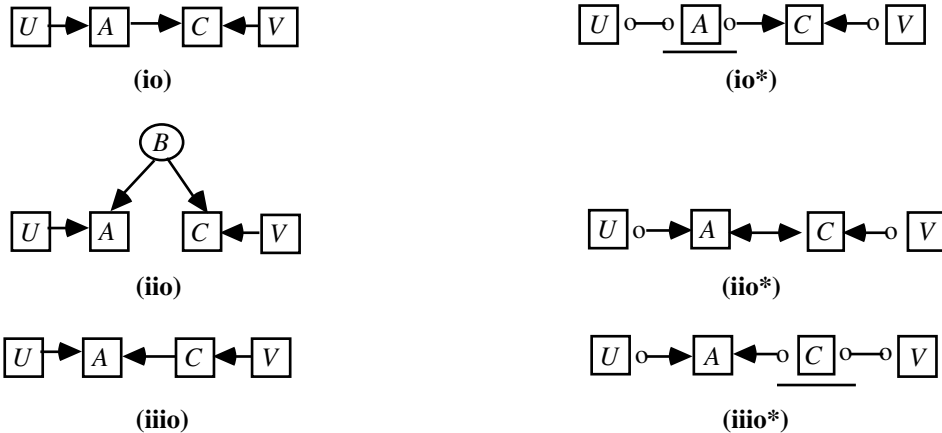 U A C V U o o A o C o V
(io) (io*)
B
U A C V U o A C o V
(iio) (iio*)
U A C V U o A o C o o V
(iiio) (iiio*)